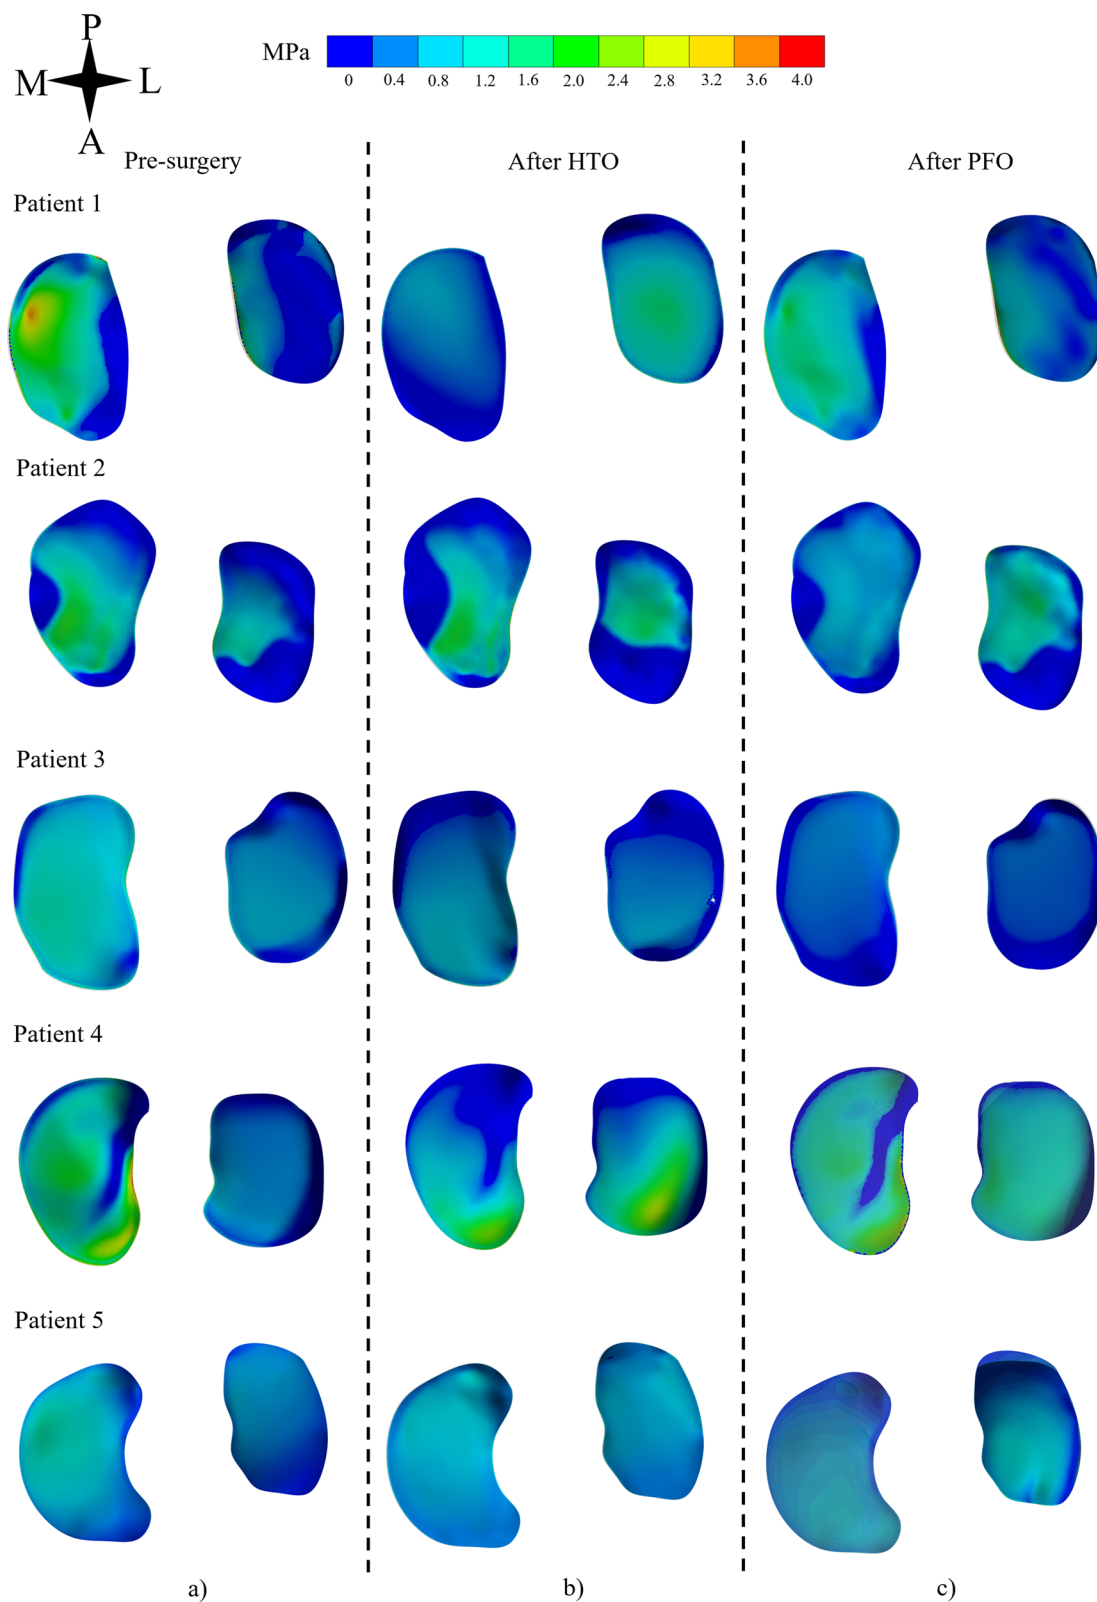 P
M L
A
MPa
0 0.4 0.8 1.2 1.6 2.0 2.4 2.8 3.2 3.6 4.0
Pre-surgery After HTO After PFO
Patient 1
Patient 2
Patient 3
Patient 4
Patient 5
a) b) c)